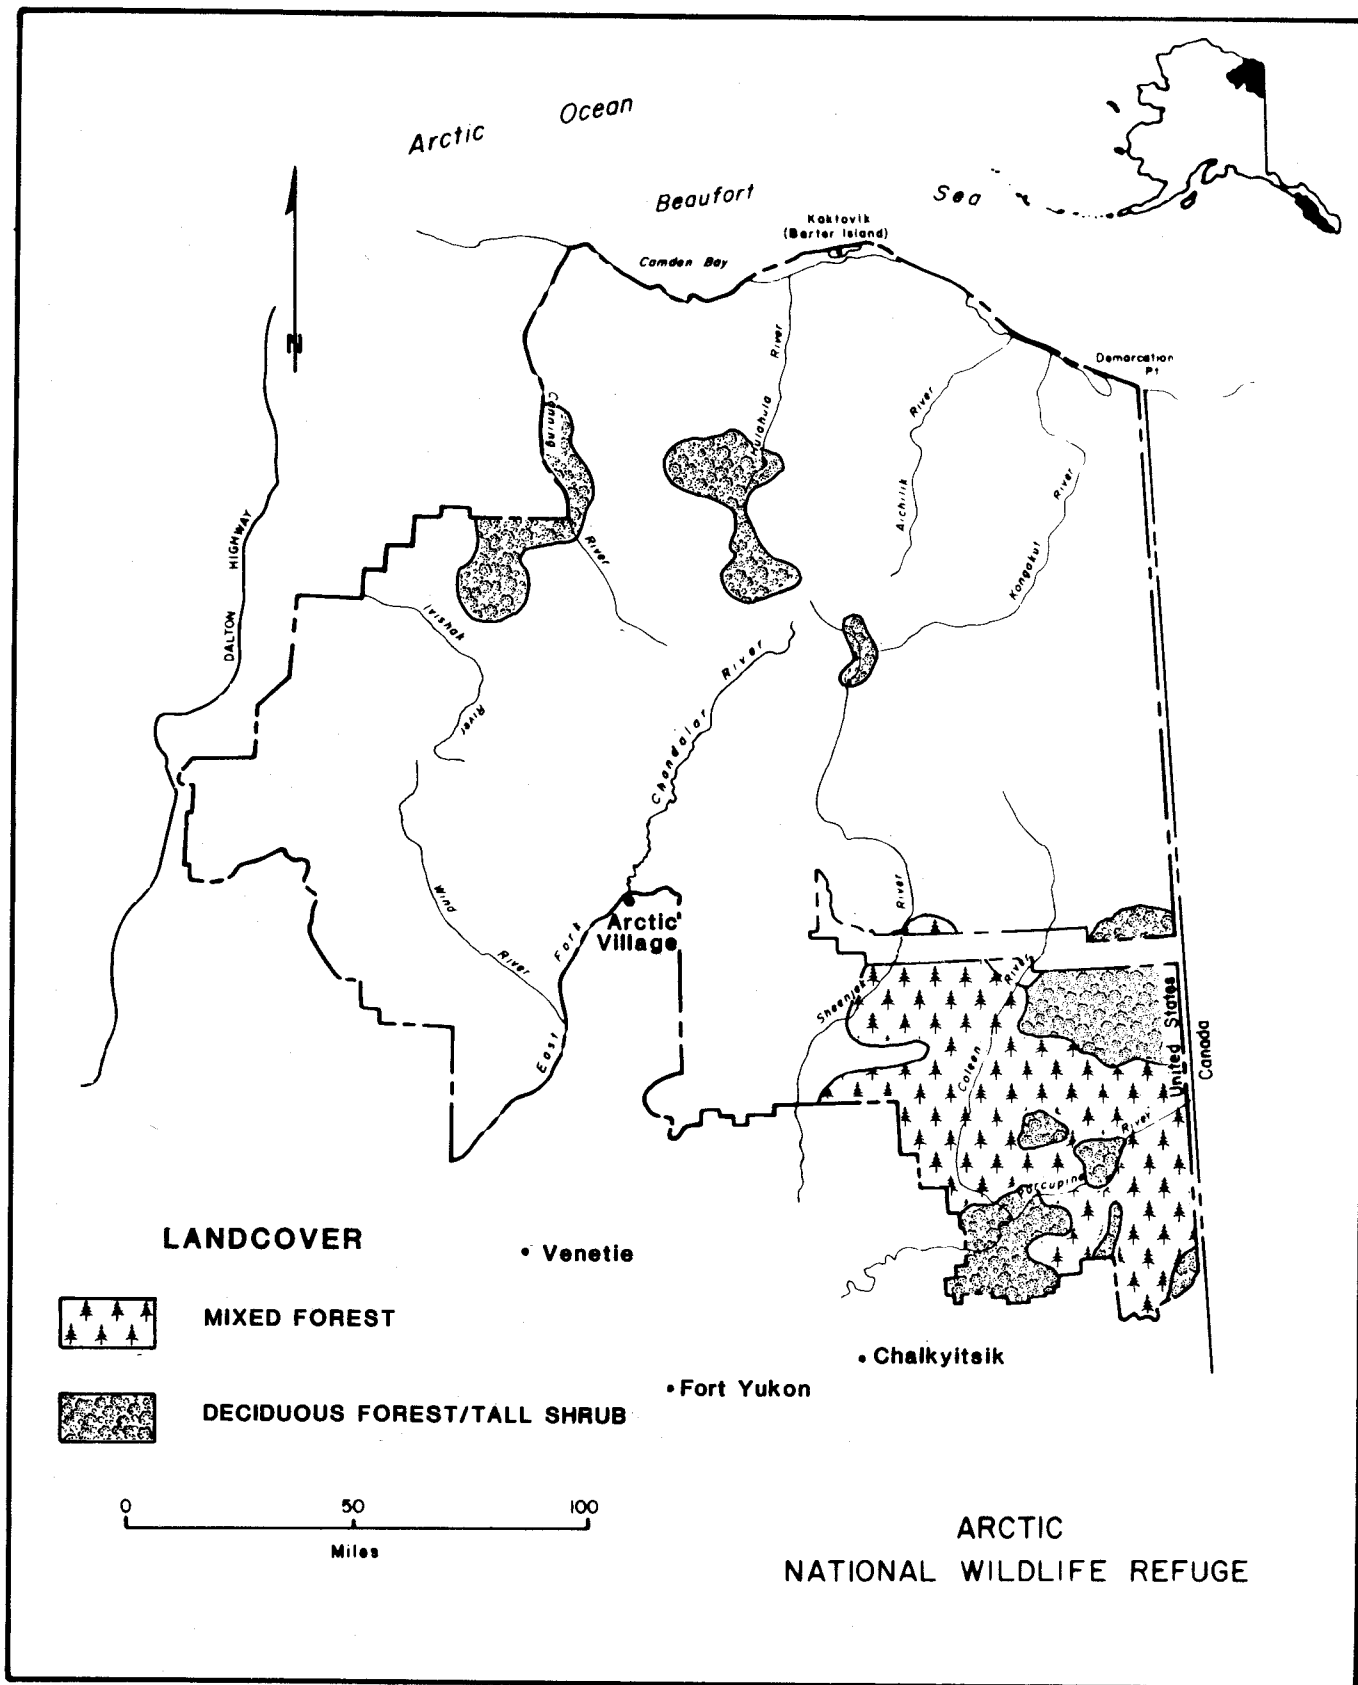 Arctic Ocean
Beaufort Sea
Kaktovik
(Barter Island)
Camden Bay
N
Demarcation
Pt
Canning
River
Hulahula
River
Aichilik
River
Kongakut
River
DALTON HIGHWAY
Ivishak
River
Chandalar River
Wind
River
East Fork
Arctic
Village
Sheenjek
River
Coleen
River
Porcupine
River
United States
Canada
LANDCOVER
MIXED FOREST
DECIDUOUS FOREST/TALL SHRUB
Venetie
Chalkyitsik
Fort Yukon
0 50 100
Miles
ARCTIC
NATIONAL WILDLIFE REFUGE